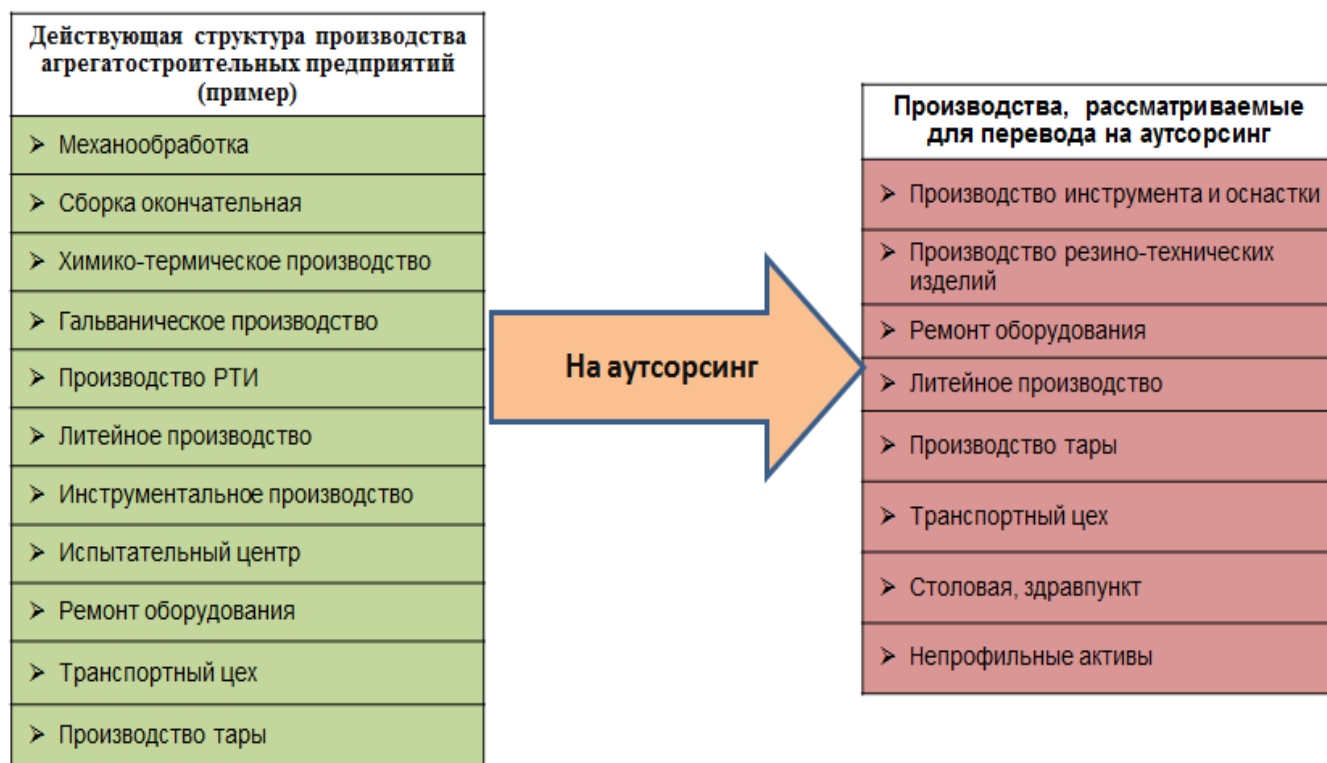 Действующая структура производства
агрегатостроительных предприятий
(пример)
➢ Механообработка
➢ Сборка окончательная
➢ Химико-термическое производство
➢ Гальваническое производство
➢ Производство РТИ
➢ Литейное производство
➢ Инструментальное производство
➢ Испытательный центр
➢ Ремонт оборудования
➢ Транспортный цех
➢ Производство тары
На аутсорсинг
Производства, рассматриваемые
для перевода на аутсорсинг
➢ Производство инструмента и оснастки
➢ Производство резино-технических
изделий
➢ Ремонт оборудования
➢ Литейное производство
➢ Производство тары
➢ Транспортный цех
➢ Столовая, здравпункт
➢ Непрофильные активы